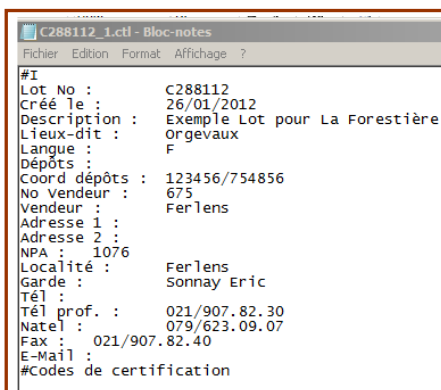 C288112_1.ctl - Bloc-notes
Fichier Edition Format Affichage ?
#I
Lot No : C288112
Créé le : 26/01/2012
Description : Exemple Lot pour La Forestière
Lieux-dit : Orgevaux
Langue : F
Dépôts :
Coord dépôts : 123456/754856
No Vendeur : 675
Vendeur : Ferlens
Adresse 1 :
Adresse 2 :
NPA : 1076
Localité : Ferlens
Garde : Sonnay Eric
Tél :
Tél prof. : 021/907.82.30
Natel : 079/623.09.07
Fax : 021/907.82.40
E-Mail :
#Codes de certification